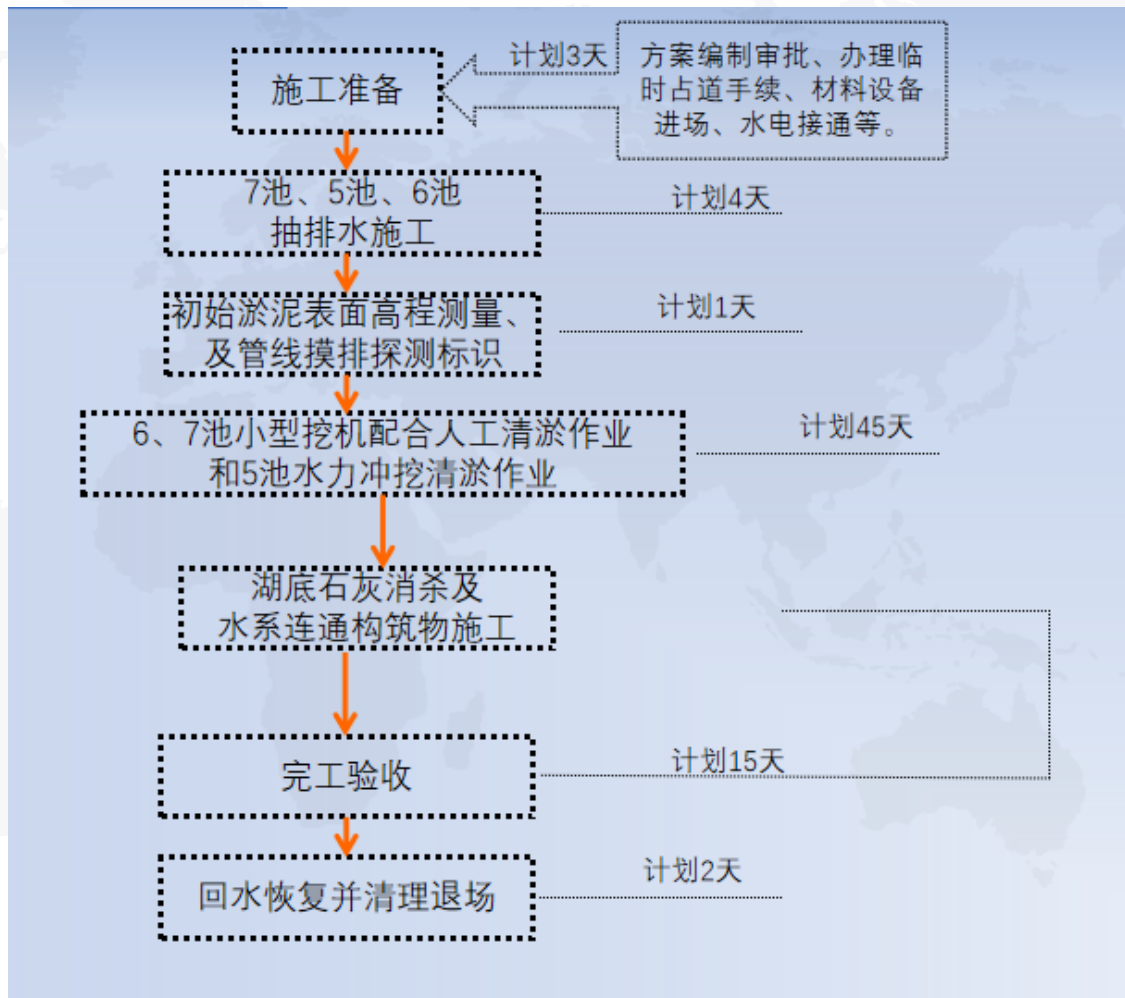 施工准备
计划3天
方案编制审批、办理临
时占道手续、材料设备
进场、水电接通等。
7池、5池、6池
抽排水施工
计划4天
初始淤泥表面高程测量、
及管线摸排探测标识
计划1天
6、7池小型挖机配合人工清淤作业
和5池水力冲挖清淤作业
计划45天
湖底石灰消杀及
水系连通构筑物施工
完工验收
计划15天
回水恢复并清理退场
计划2天